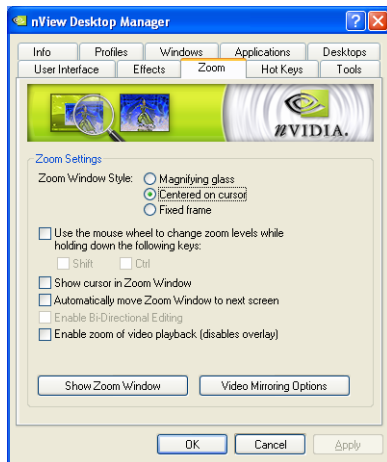 nView Desktop Manager
Info Profiles Windows Applications Desktops
User Interface Effects Zoom Hot Keys Tools
nVIDIA.
Zoom Settings
Zoom Window Style:
Magnifying glass
Centered on cursor
Fixed frame
Use the mouse wheel to change zoom levels while
holding down the following keys:
Shift Ctrl
Show cursor in Zoom Window
Automatically move Zoom Window to next screen
Enable Bi-Directional Editing
Enable zoom of video playback (disables overlay)
Show Zoom Window Video Mirroring Options
OK Cancel Apply